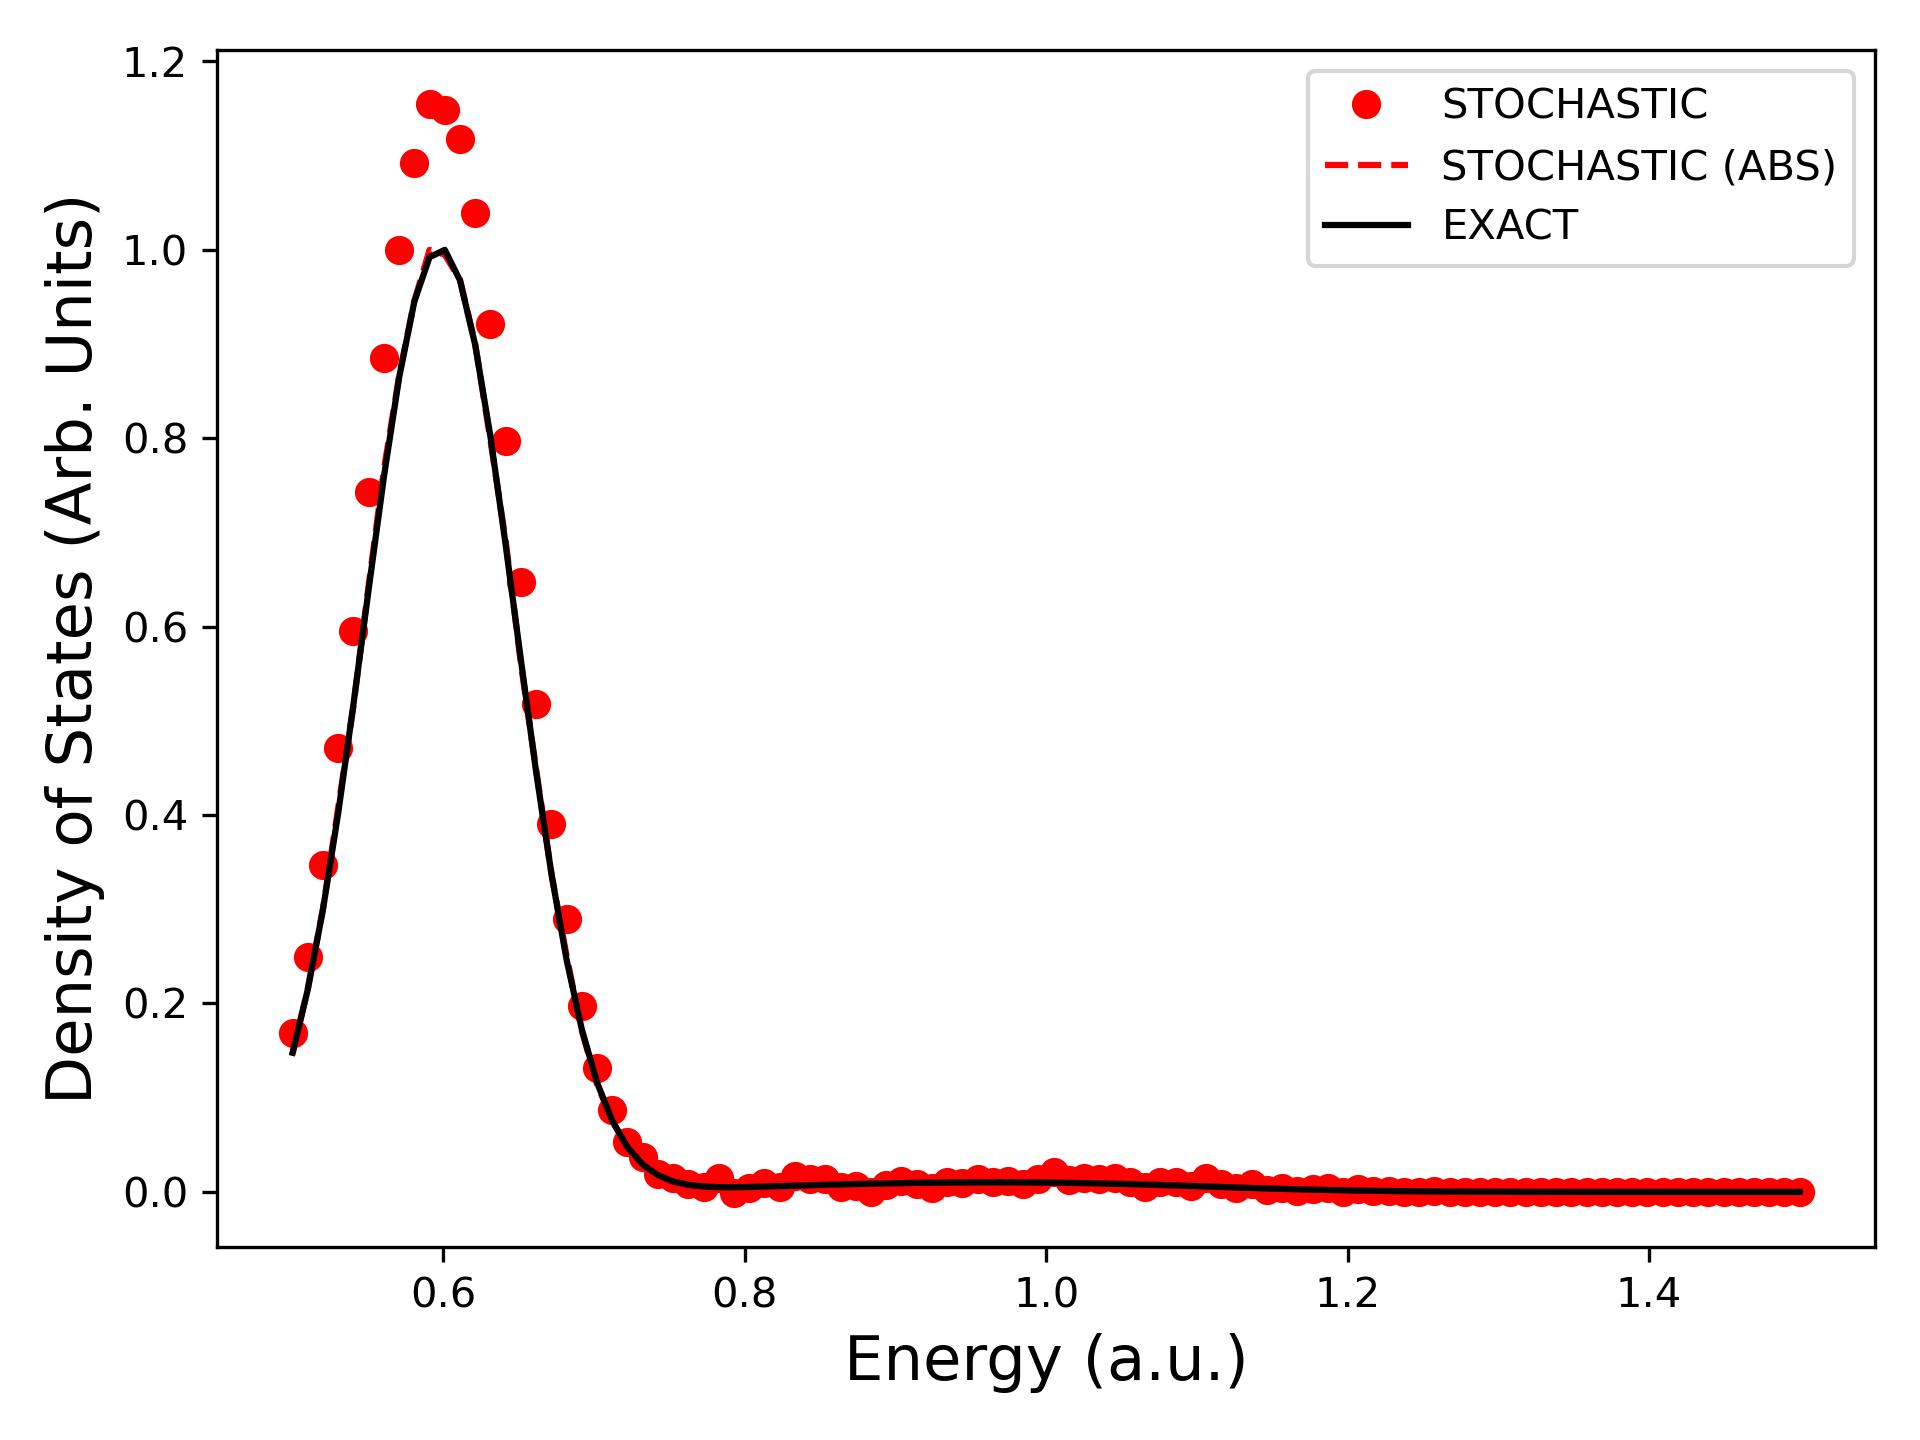 1.2
1.0
0.8
0.6
0.4
0.2
0.0
Density of States (Arb. Units)
STOCHASTIC
STOCHASTIC (ABS)
EXACT
0.6 0.8 1.0 1.2 1.4
Energy (a.u.)